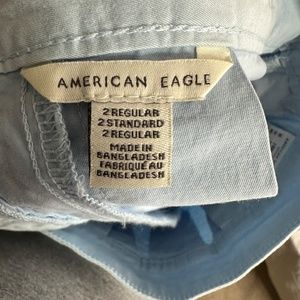 AMERICAN EAGLE
2 REGULAR
2 STANDARD
2 REGULAR
MADE IN
BANGLADESH
FABRIQUÉ AU
BANGLADESH